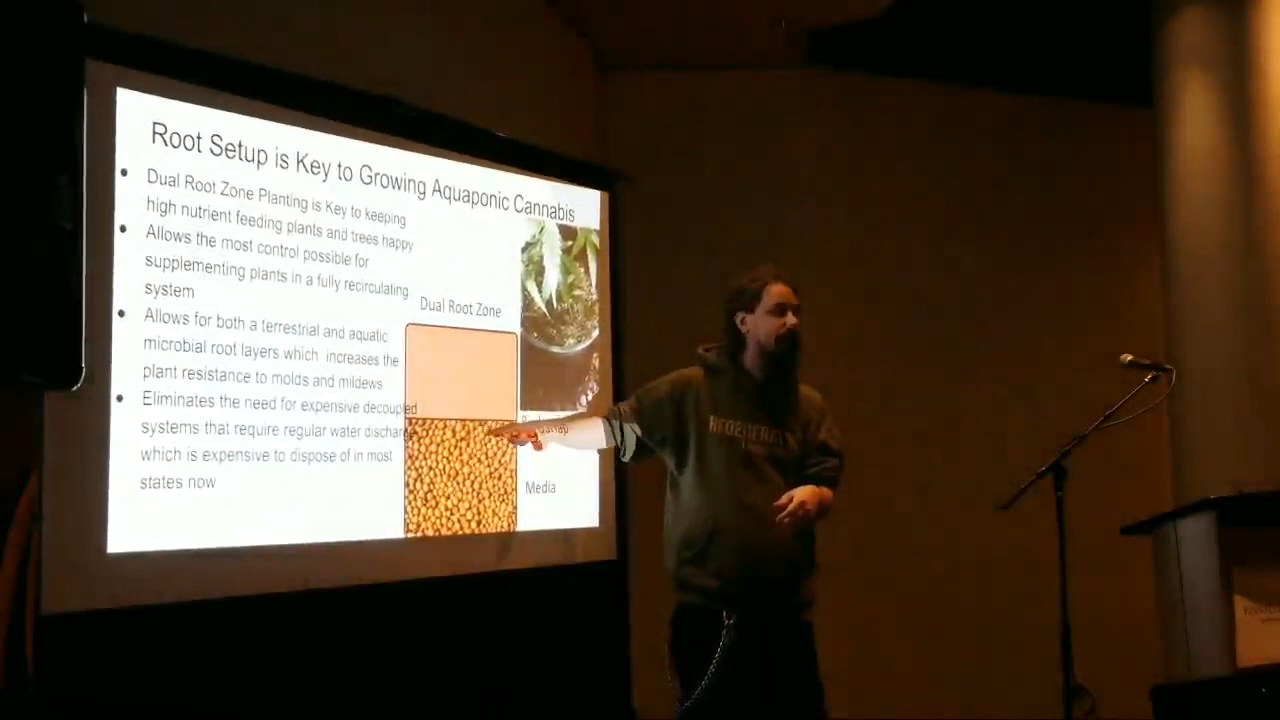 Root Setup is Key to Growing Aquaponic Cannabis
Dual Root Zone Planting is Key to keeping
high nutrient feeding plants and trees happy
Allows the most control possible for
supplementing plants in a fully recirculating
system
Allows for both a terrestrial and aquatic
microbial root layers which increases the
plant resistance to molds and mildews
Eliminates the need for expensive decoupled
systems that require regular water discharge
which is expensive to dispose of in most
states now
Dual Root Zone
Media